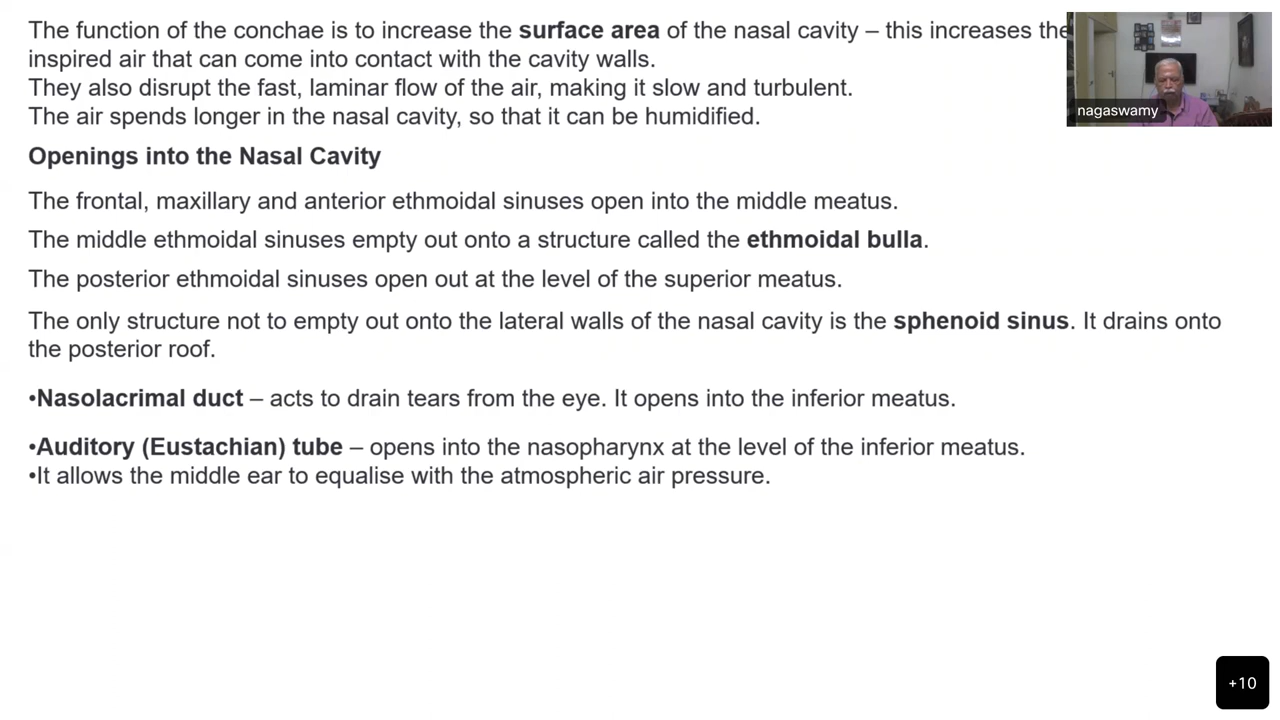 The function of the conchae is to increase the surface area of the nasal cavity – this increases the
inspired air that can come into contact with the cavity walls.
They also disrupt the fast, laminar flow of the air, making it slow and turbulent.
The air spends longer in the nasal cavity, so that it can be humidified.
nagaswamy
Openings into the Nasal Cavity
The frontal, maxillary and anterior ethmoidal sinuses open into the middle meatus.
The middle ethmoidal sinuses empty out onto a structure called the ethmoidal bulla.
The posterior ethmoidal sinuses open out at the level of the superior meatus.
The only structure not to empty out onto the lateral walls of the nasal cavity is the sphenoid sinus. It drains onto
the posterior roof.
•Nasolacrimal duct – acts to drain tears from the eye. It opens into the inferior meatus.
•Auditory (Eustachian) tube – opens into the nasopharynx at the level of the inferior meatus.
•It allows the middle ear to equalise with the atmospheric air pressure.
+10